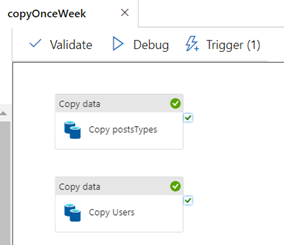 copyOnceWeek
Validate
Debug
Trigger (1)
Copy data
Copy postsTypes
Copy data
Copy Users